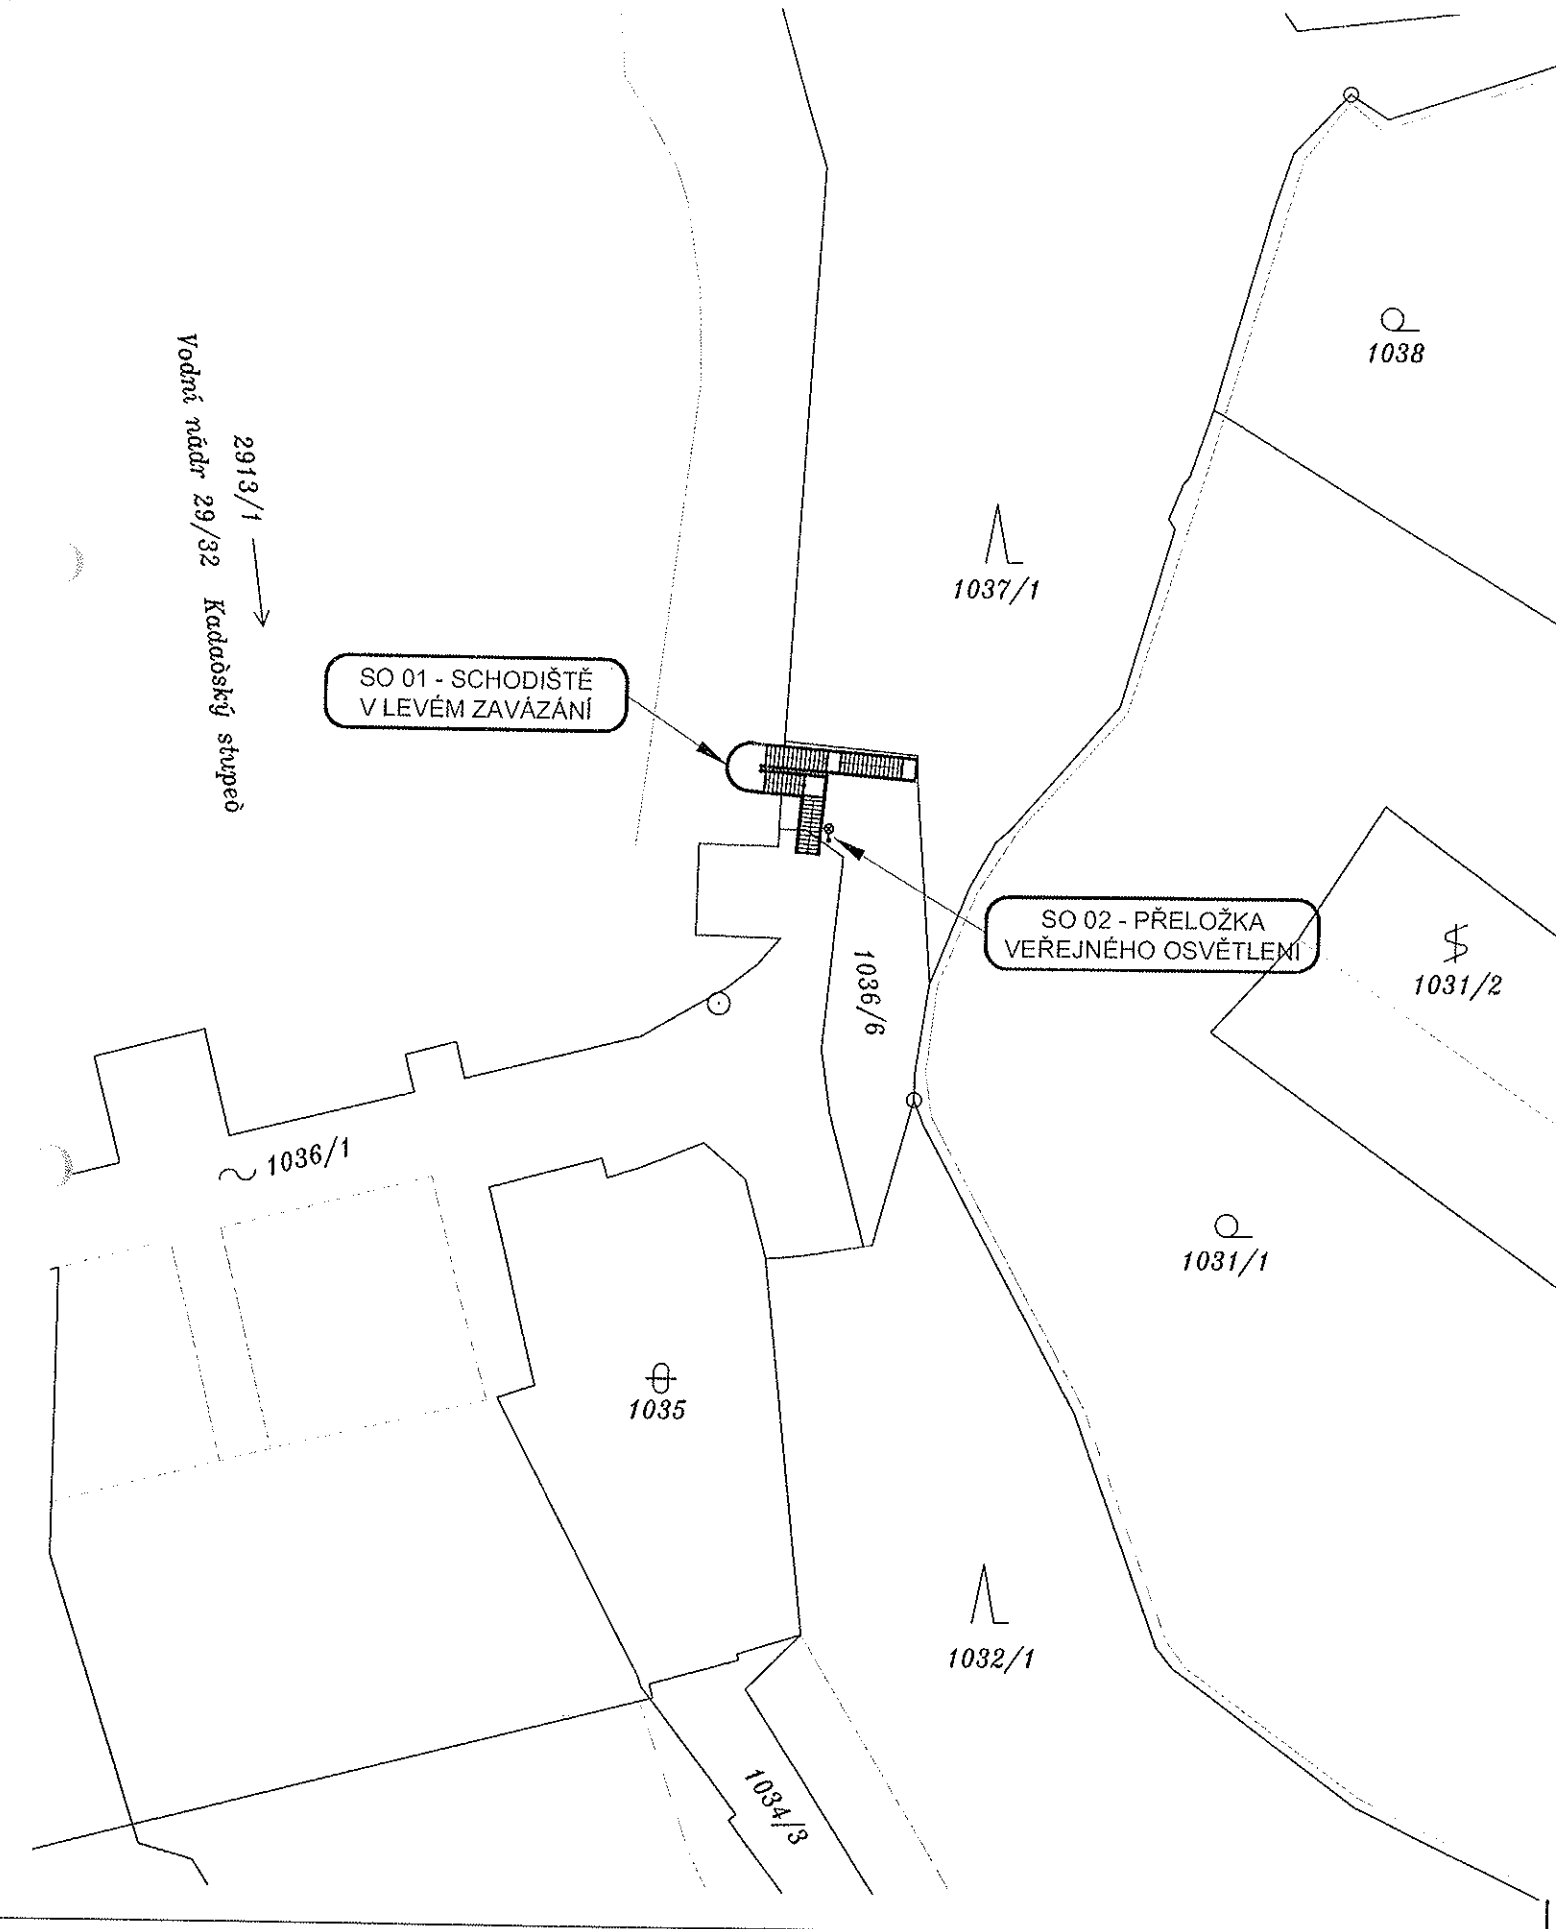 1038
2913/1
Vodní nádr 29/32 Kadaòský stupeò
1037/1
SO 01 - SCHODIŠTĚ
V LEVÉM ZAVÁZÁNÍ
SO 02 - PŘELOŽKA
VEŘEJNÉHO OSVĚTLENÍ
1031/2
1036/6
1036/1
1031/1
1035
1032/1
1034/3